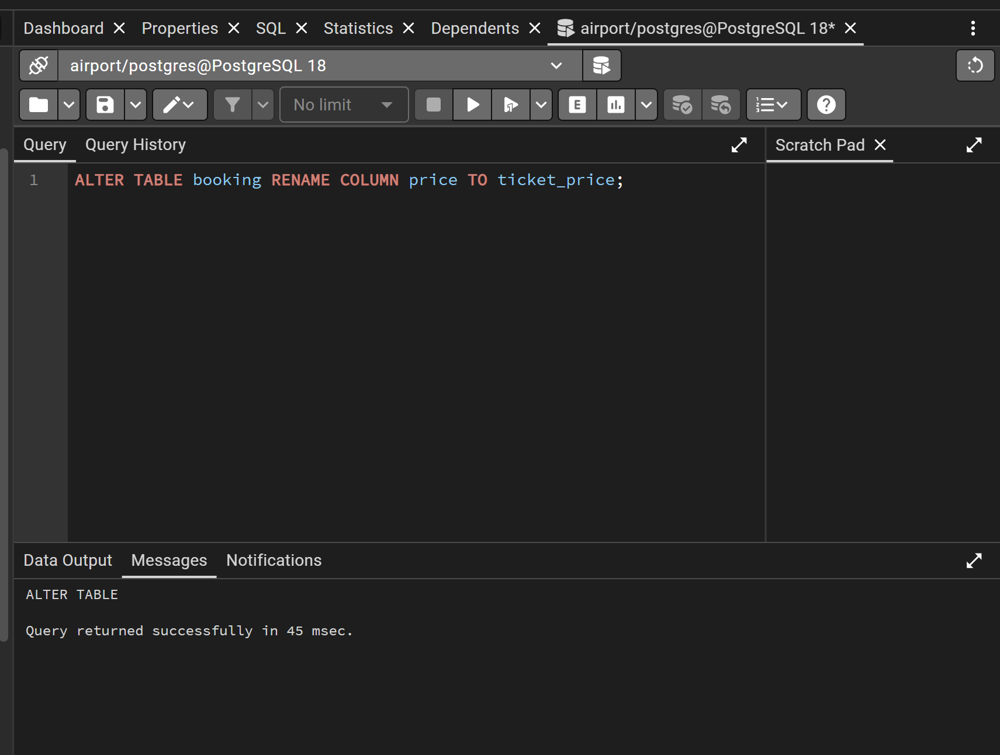 Dashboard Properties SQL Statistics Dependents airport/postgres@PostgreSQL 18*
airport/postgres@PostgreSQL 18
No limit
Query Query History Scratch Pad
1 ALTER TABLE booking RENAME COLUMN price TO ticket_price;
Data Output Messages Notifications
ALTER TABLE
Query returned successfully in 45 msec.